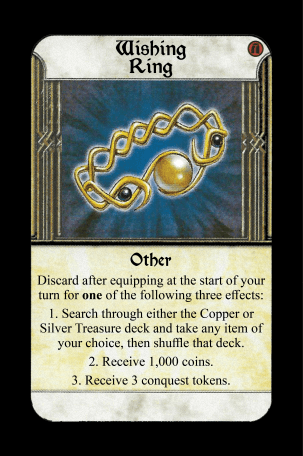 Wishing
Ring
Other
Discard after equipping at the start of your
turn for one of the following three effects:
1. Search through either the Copper or
Silver Treasure deck and take any item of
your choice, then shuffle that deck.
2. Receive 1,000 coins.
3. Receive 3 conquest tokens.